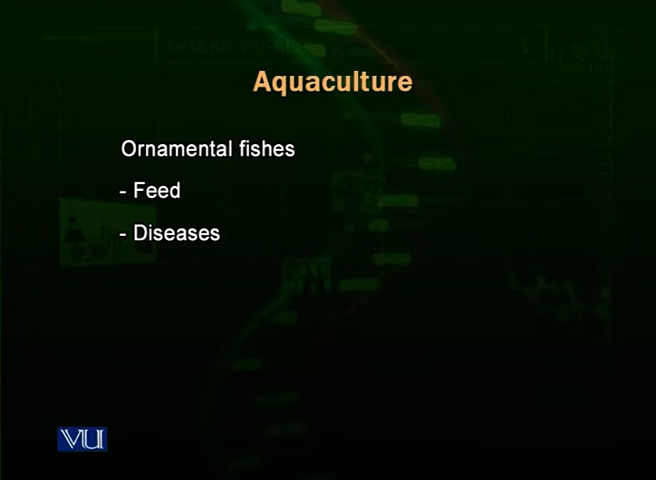 Aquaculture
Ornamental fishes
- Feed
- Diseases
VU